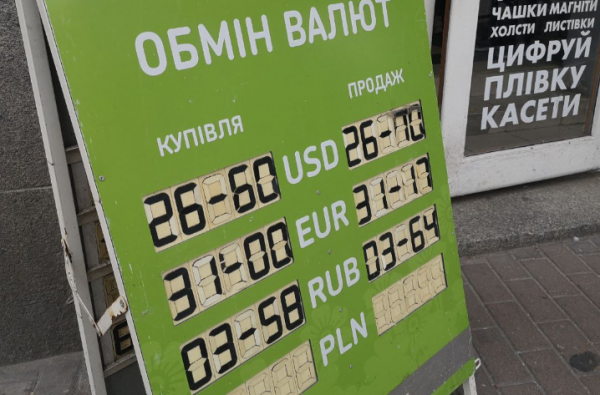 ОБМІН ВАЛЮТ
КУПІВЛЯ ПРОДАЖ
26-60 USD 26-70
31-00 EUR 31-17
03-58 RUB 03-64
PLN
ЧАШКИ МАГНІТИ
ХОЛСТИ ЛИСТІВКИ
ЦИФРУЙ
ПЛІВКУ
КАСЕТИ